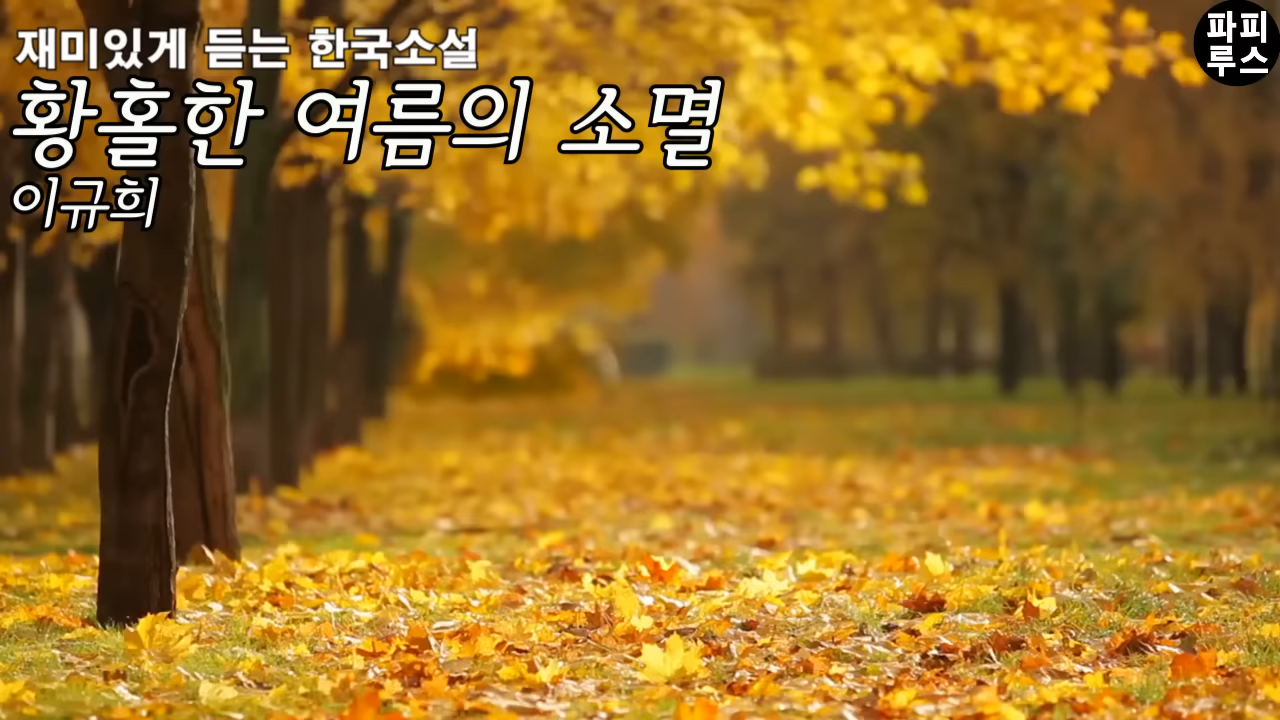 재미있게 듣는 한국소설
황홀한 여름의 소멸
이규희
파피
루스